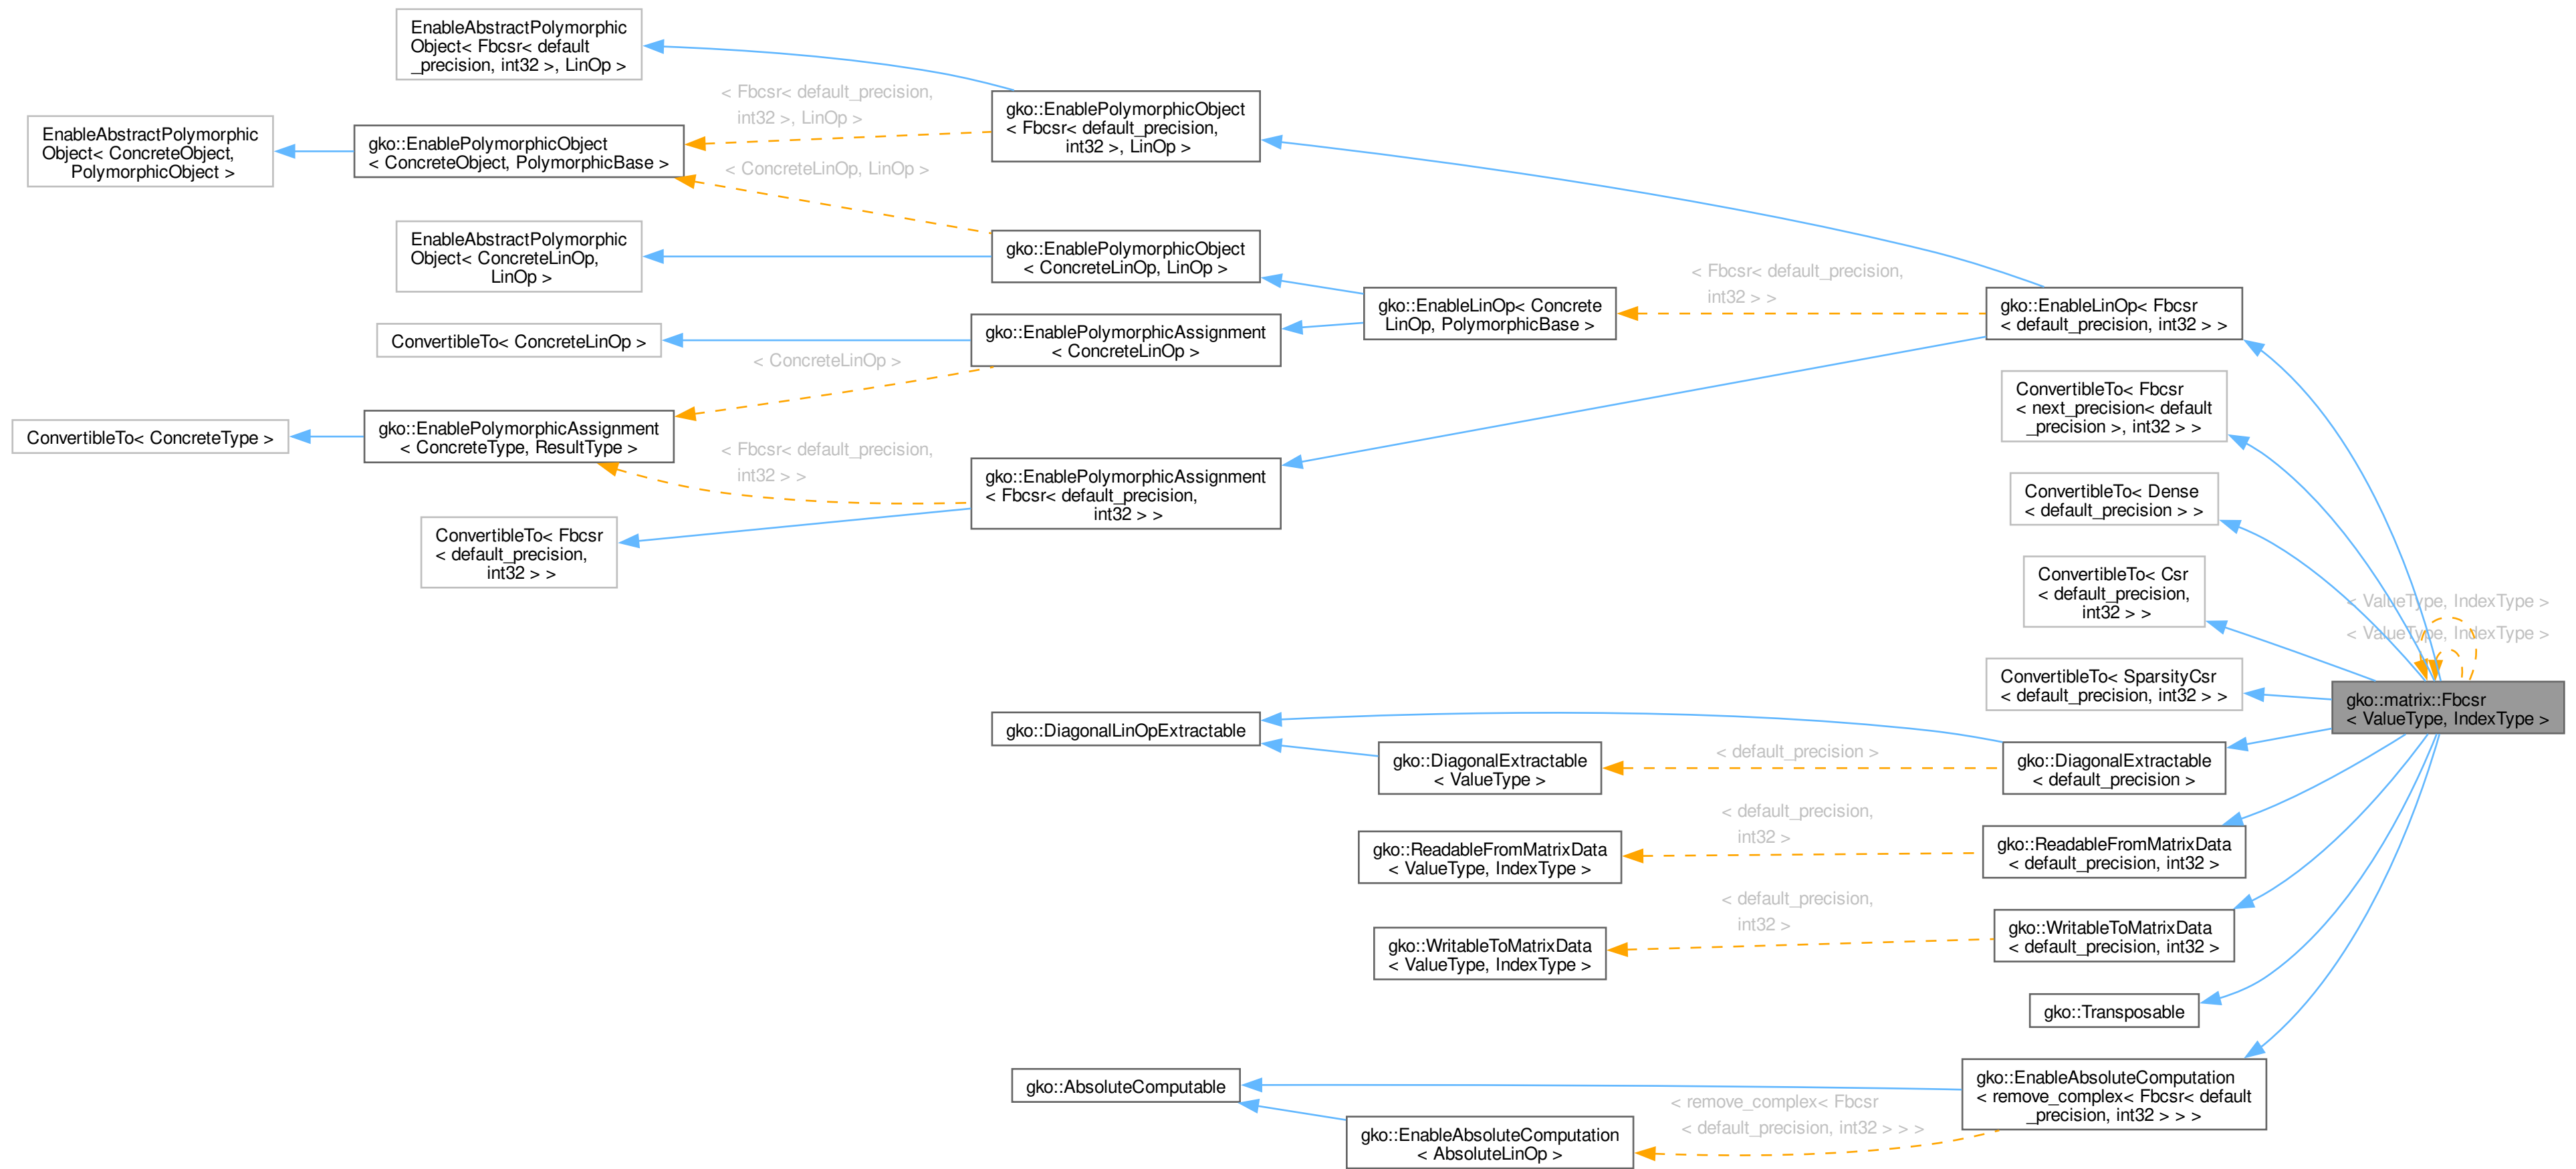 EnableAbstractPolymorphic
Object< Fbcsr< default
_precision, int32 >, LinOp >
EnableAbstractPolymorphic
Object< ConcreteObject,
PolymorphicObject >
gko::EnablePolymorphicObject
< ConcreteObject, PolymorphicBase >
< Fbcsr< default_precision,
int32 >, LinOp >
< ConcreteLinOp, LinOp >
gko::EnablePolymorphicObject
< Fbcsr< default_precision,
int32 >, LinOp >
EnableAbstractPolymorphic
Object< ConcreteLinOp,
LinOp >
gko::EnablePolymorphicObject
< ConcreteLinOp, LinOp >
ConvertibleTo< ConcreteLinOp >
gko::EnablePolymorphicAssignment
< ConcreteLinOp >
< ConcreteLinOp >
gko::EnableLinOp< Concrete
LinOp, PolymorphicBase >
< Fbcsr< default_precision,
int32 > >
gko::EnableLinOp< Fbcsr
< default_precision, int32 > >
ConvertibleTo< ConcreteType >
gko::EnablePolymorphicAssignment
< ConcreteType, ResultType >
< Fbcsr< default_precision,
int32 > >
gko::EnablePolymorphicAssignment
< Fbcsr< default_precision,
int32 > >
ConvertibleTo< Fbcsr
< default_precision,
int32 > >
ConvertibleTo< Fbcsr
< next_precision< default
_precision >, int32 > >
ConvertibleTo< Dense
< default_precision > >
ConvertibleTo< Csr
< default_precision,
int32 > >
ConvertibleTo< SparsityCsr
< default_precision, int32 > >
< ValueType, IndexType >
< ValueType, IndexType >
gko::matrix::Fbcsr
< ValueType, IndexType >
gko::DiagonalLinOpExtractable
gko::DiagonalExtractable
< ValueType >
< default_precision >
gko::DiagonalExtractable
< default_precision >
gko::ReadableFromMatrixData
< ValueType, IndexType >
< default_precision,
int32 >
gko::ReadableFromMatrixData
< default_precision, int32 >
gko::WritableToMatrixData
< ValueType, IndexType >
< default_precision,
int32 >
gko::WritableToMatrixData
< default_precision, int32 >
gko::Transposable
gko::AbsoluteComputable
gko::EnableAbsoluteComputation
< AbsoluteLinOp >
< remove_complex< Fbcsr
< default_precision, int32 > > >
gko::EnableAbsoluteComputation
< remove_complex< Fbcsr< default
_precision, int32 > > >